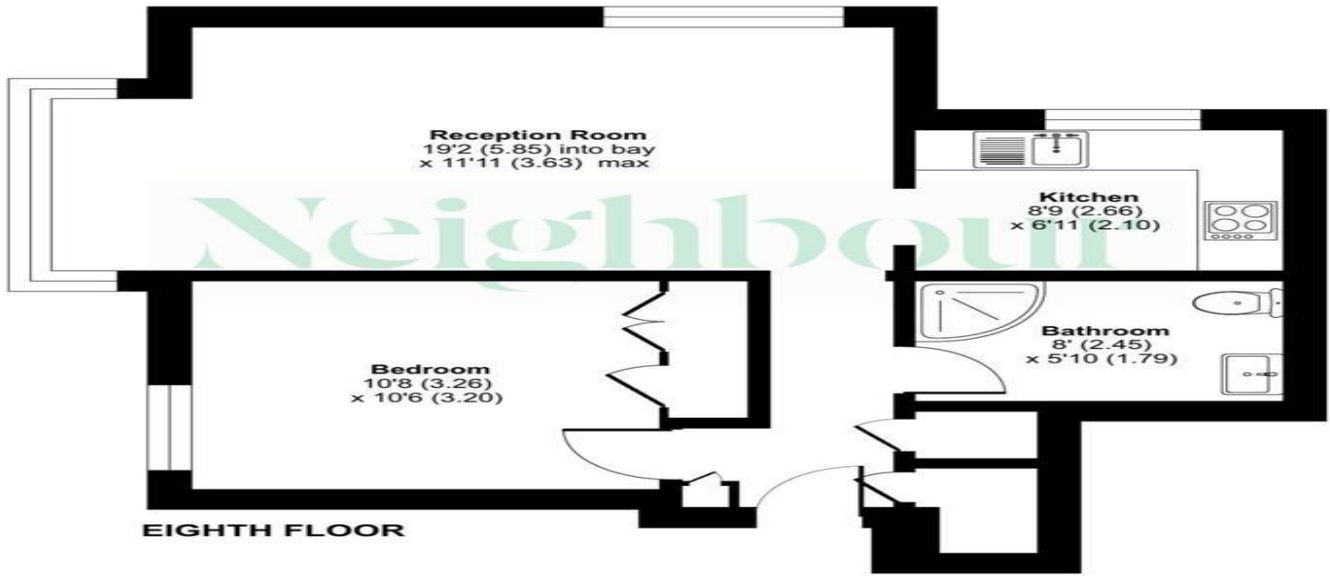 Reception Room
19'2 (5.85) into bay
x 11'11 (3.63) max
Neighbour
Kitchen
8'9 (2.66)
x 6'11 (2.10)
Bathroom
8' (2.45)
x 5'10 (1.79)
Bedroom
10'8 (3.26)
x 10'6 (3.20)
EIGHTH FLOOR